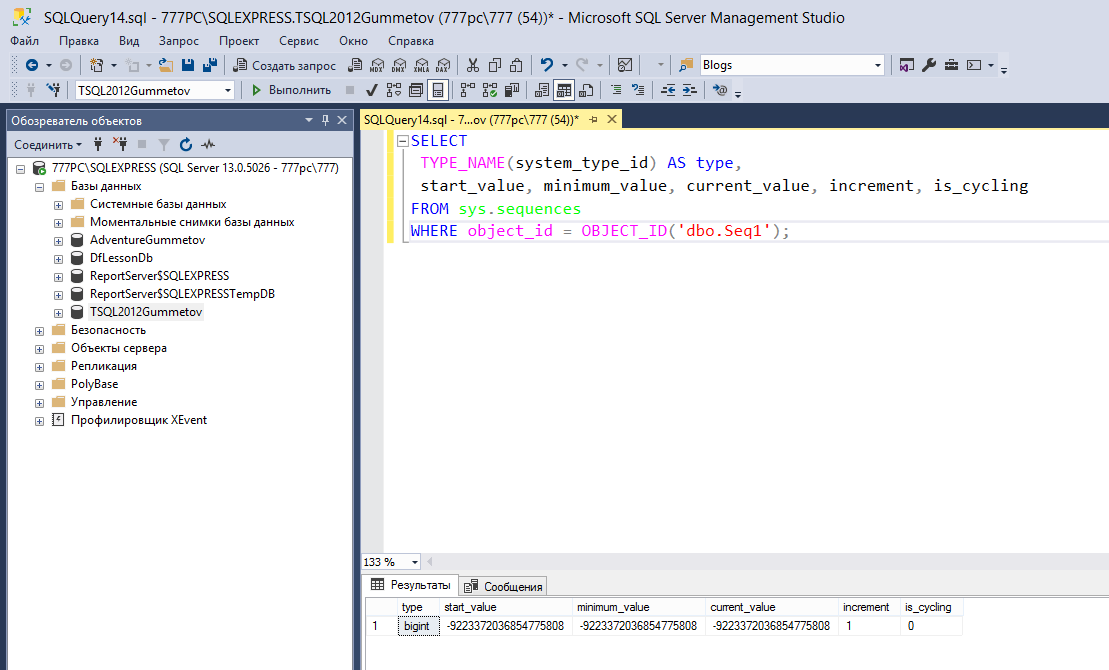 SQLQuery14.sql - 777PC\SQLEXPRESS.TSQL2012Gummetov (777pc\777 (54))* - Microsoft SQL Server Management Studio
Файл Правка Вид Запрос Проект Сервис Окно Справка
Создать запрос MDX DMX XMLA DAX Blogs
TSQL2012Gummetov Выполнить
Обозреватель объектов
SQLQuery14.sql - 7...ov (777pc\777 (54))*
Соединить
777PC\SQLEXPRESS (SQL Server 13.0.5026 - 777pc\777)
Базы данных
Системные базы данных
Моментальные снимки базы данных
AdventureGummetov
DfLessonDb
ReportServer$SQLEXPRESS
ReportServer$SQLEXPRESSTempDB
TSQL2012Gummetov
Безопасность
Объекты сервера
Репликация
PolyBase
Управление
Профилировщик XEvent
SELECT
TYPE_NAME(system_type_id) AS type,
start_value, minimum_value, current_value, increment, is_cycling
FROM sys.sequences
WHERE object_id = OBJECT_ID('dbo.Seq1');
133 %
Результаты Сообщения
type start_value minimum_value current_value increment is_cycling
1 bigint -9223372036854775808 -9223372036854775808 -9223372036854775808 1 0